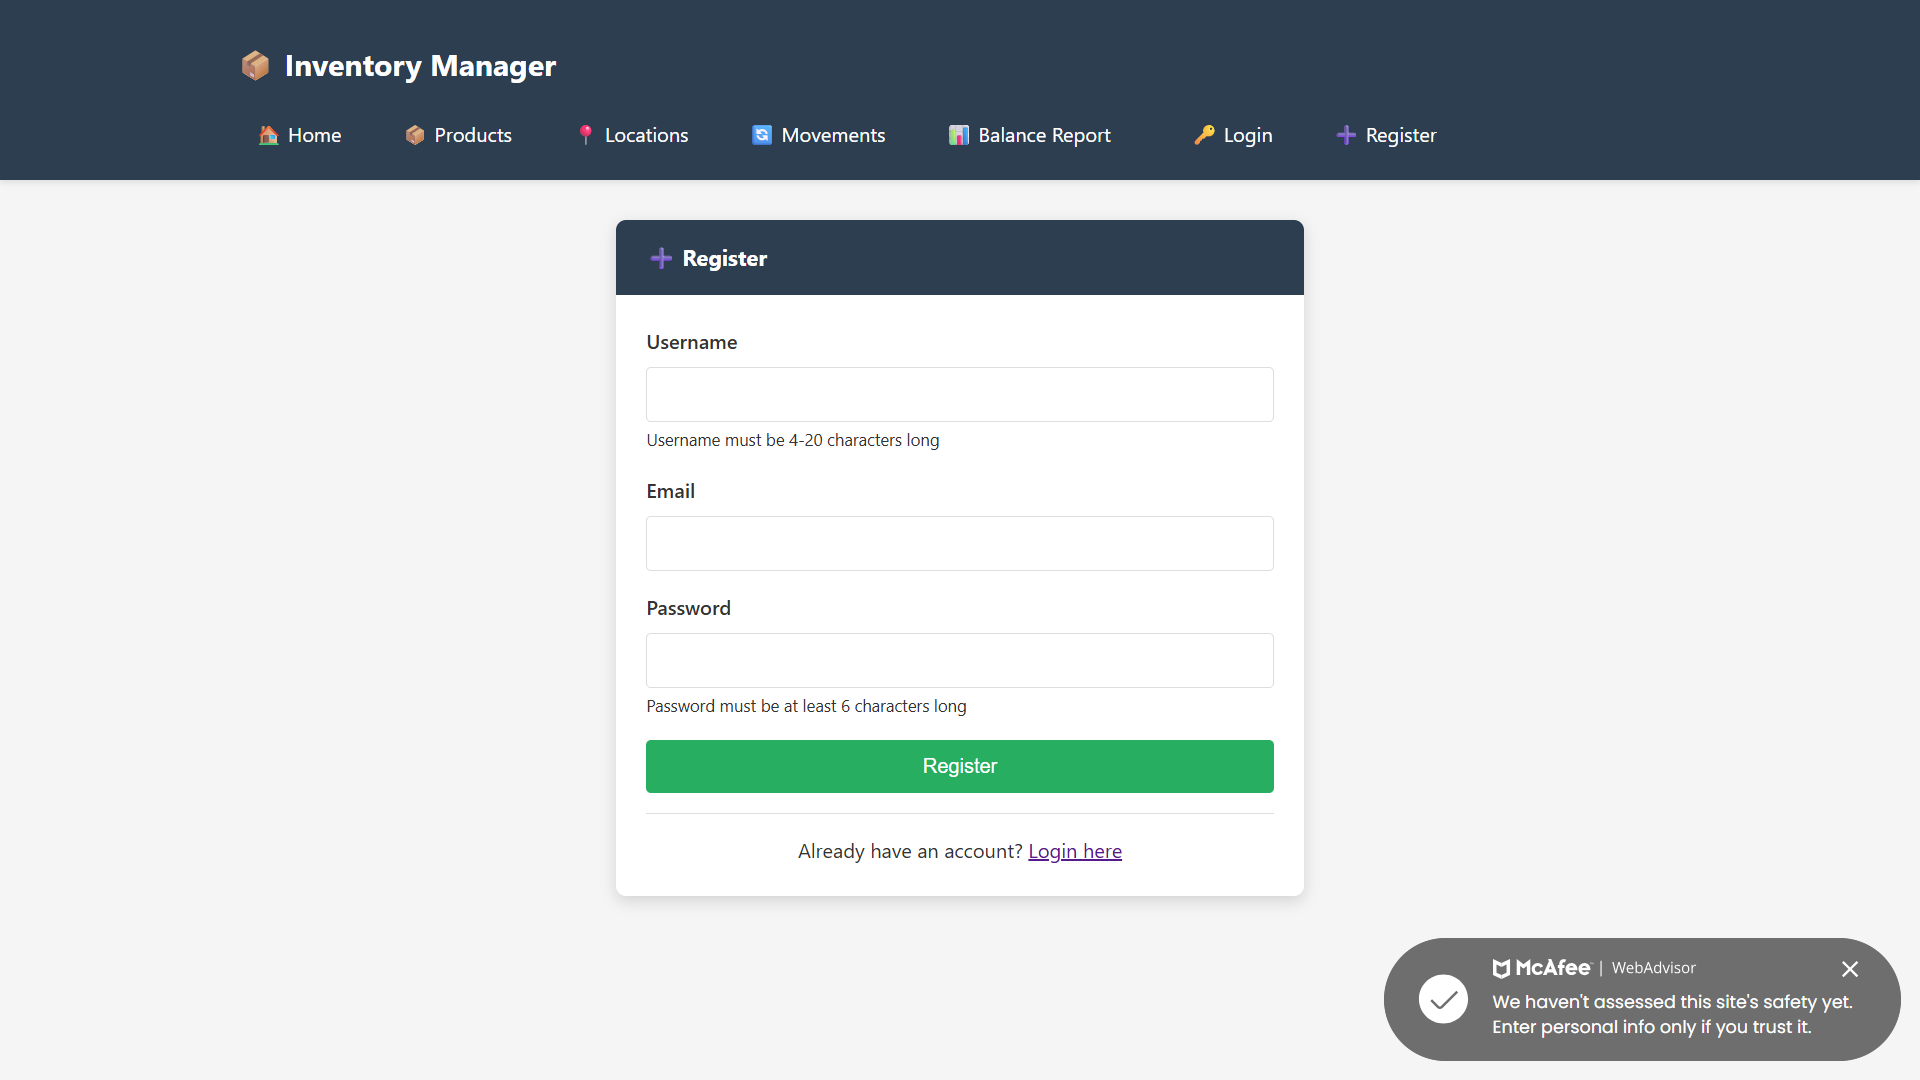 Inventory Manager
Home Products Locations Movements Balance Report Login Register
Register
Username
Username must be 4-20 characters long
Email
Password
Password must be at least 6 characters long
Register
Already have an account? Login here
McAfee | WebAdvisor
We haven't assessed this site's safety yet.
Enter personal info only if you trust it.